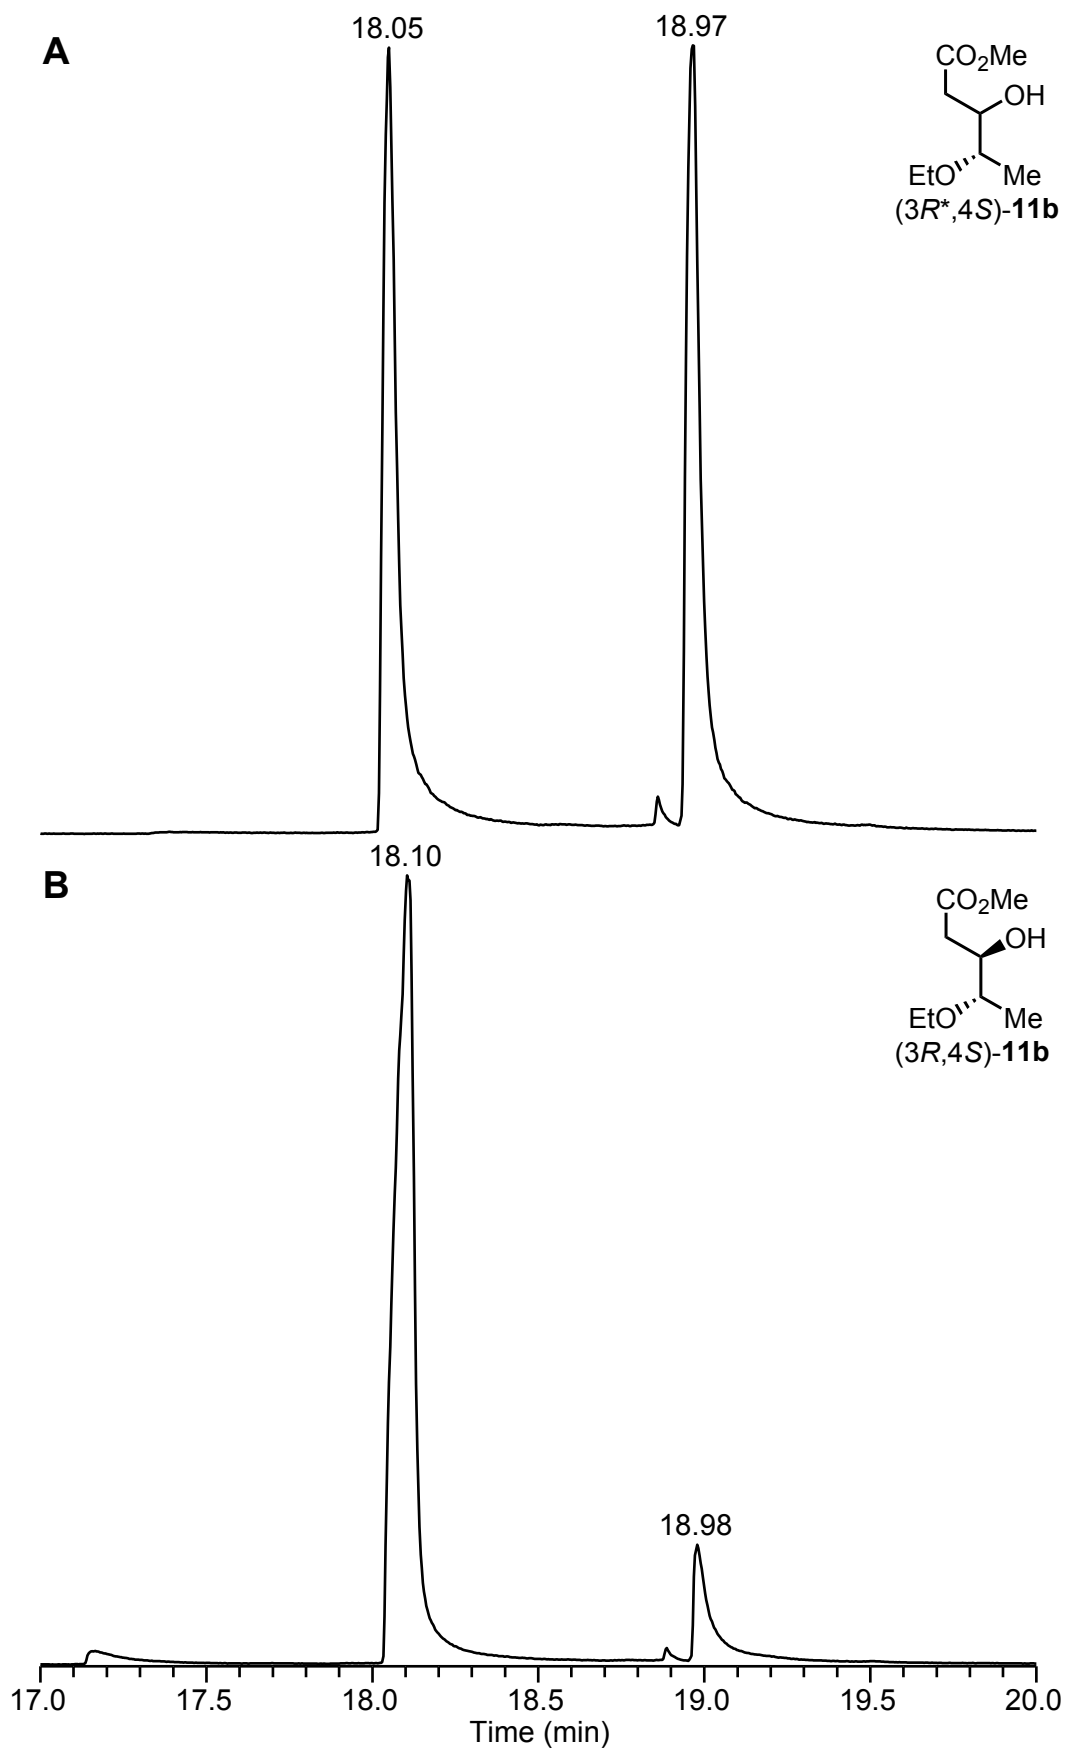 A
18.05
18.97
CO2Me
OH
EtO
Me
(3R*,4S)-11b
B
18.10
CO2Me
OH
EtO
Me
(3R,4S)-11b
18.98
17.0 17.5 18.0 18.5 19.0 19.5 20.0
Time (min)